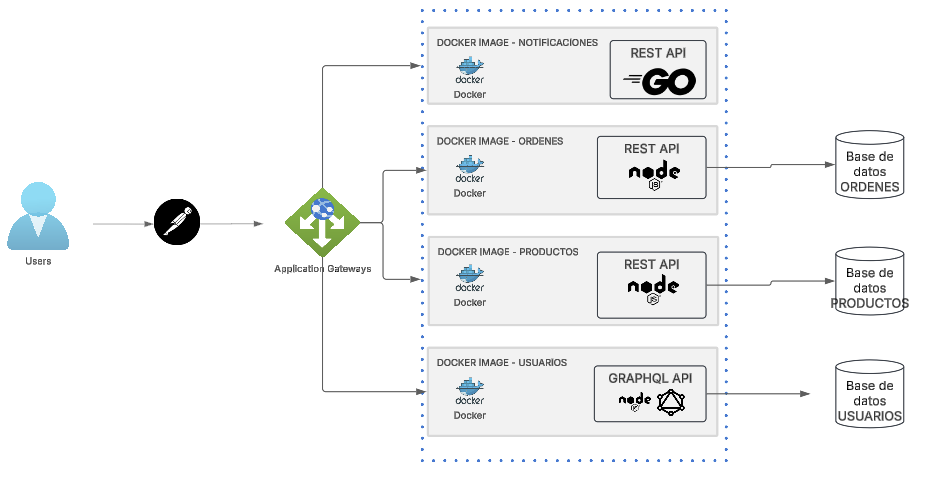 DOCKER IMAGE - NOTIFICACIONES
docker
Docker
REST API
GO
DOCKER IMAGE - ORDENES
docker
Docker
REST API
node
JS
Base de
datos
ORDENES
Users
Application Gateways
DOCKER IMAGE - PRODUCTOS
docker
Docker
REST API
node
JS
Base de
datos
PRODUCTOS
DOCKER IMAGE - USUARIOS
docker
Docker
GRAPHQL API
node
Base de
datos
USUARIOS